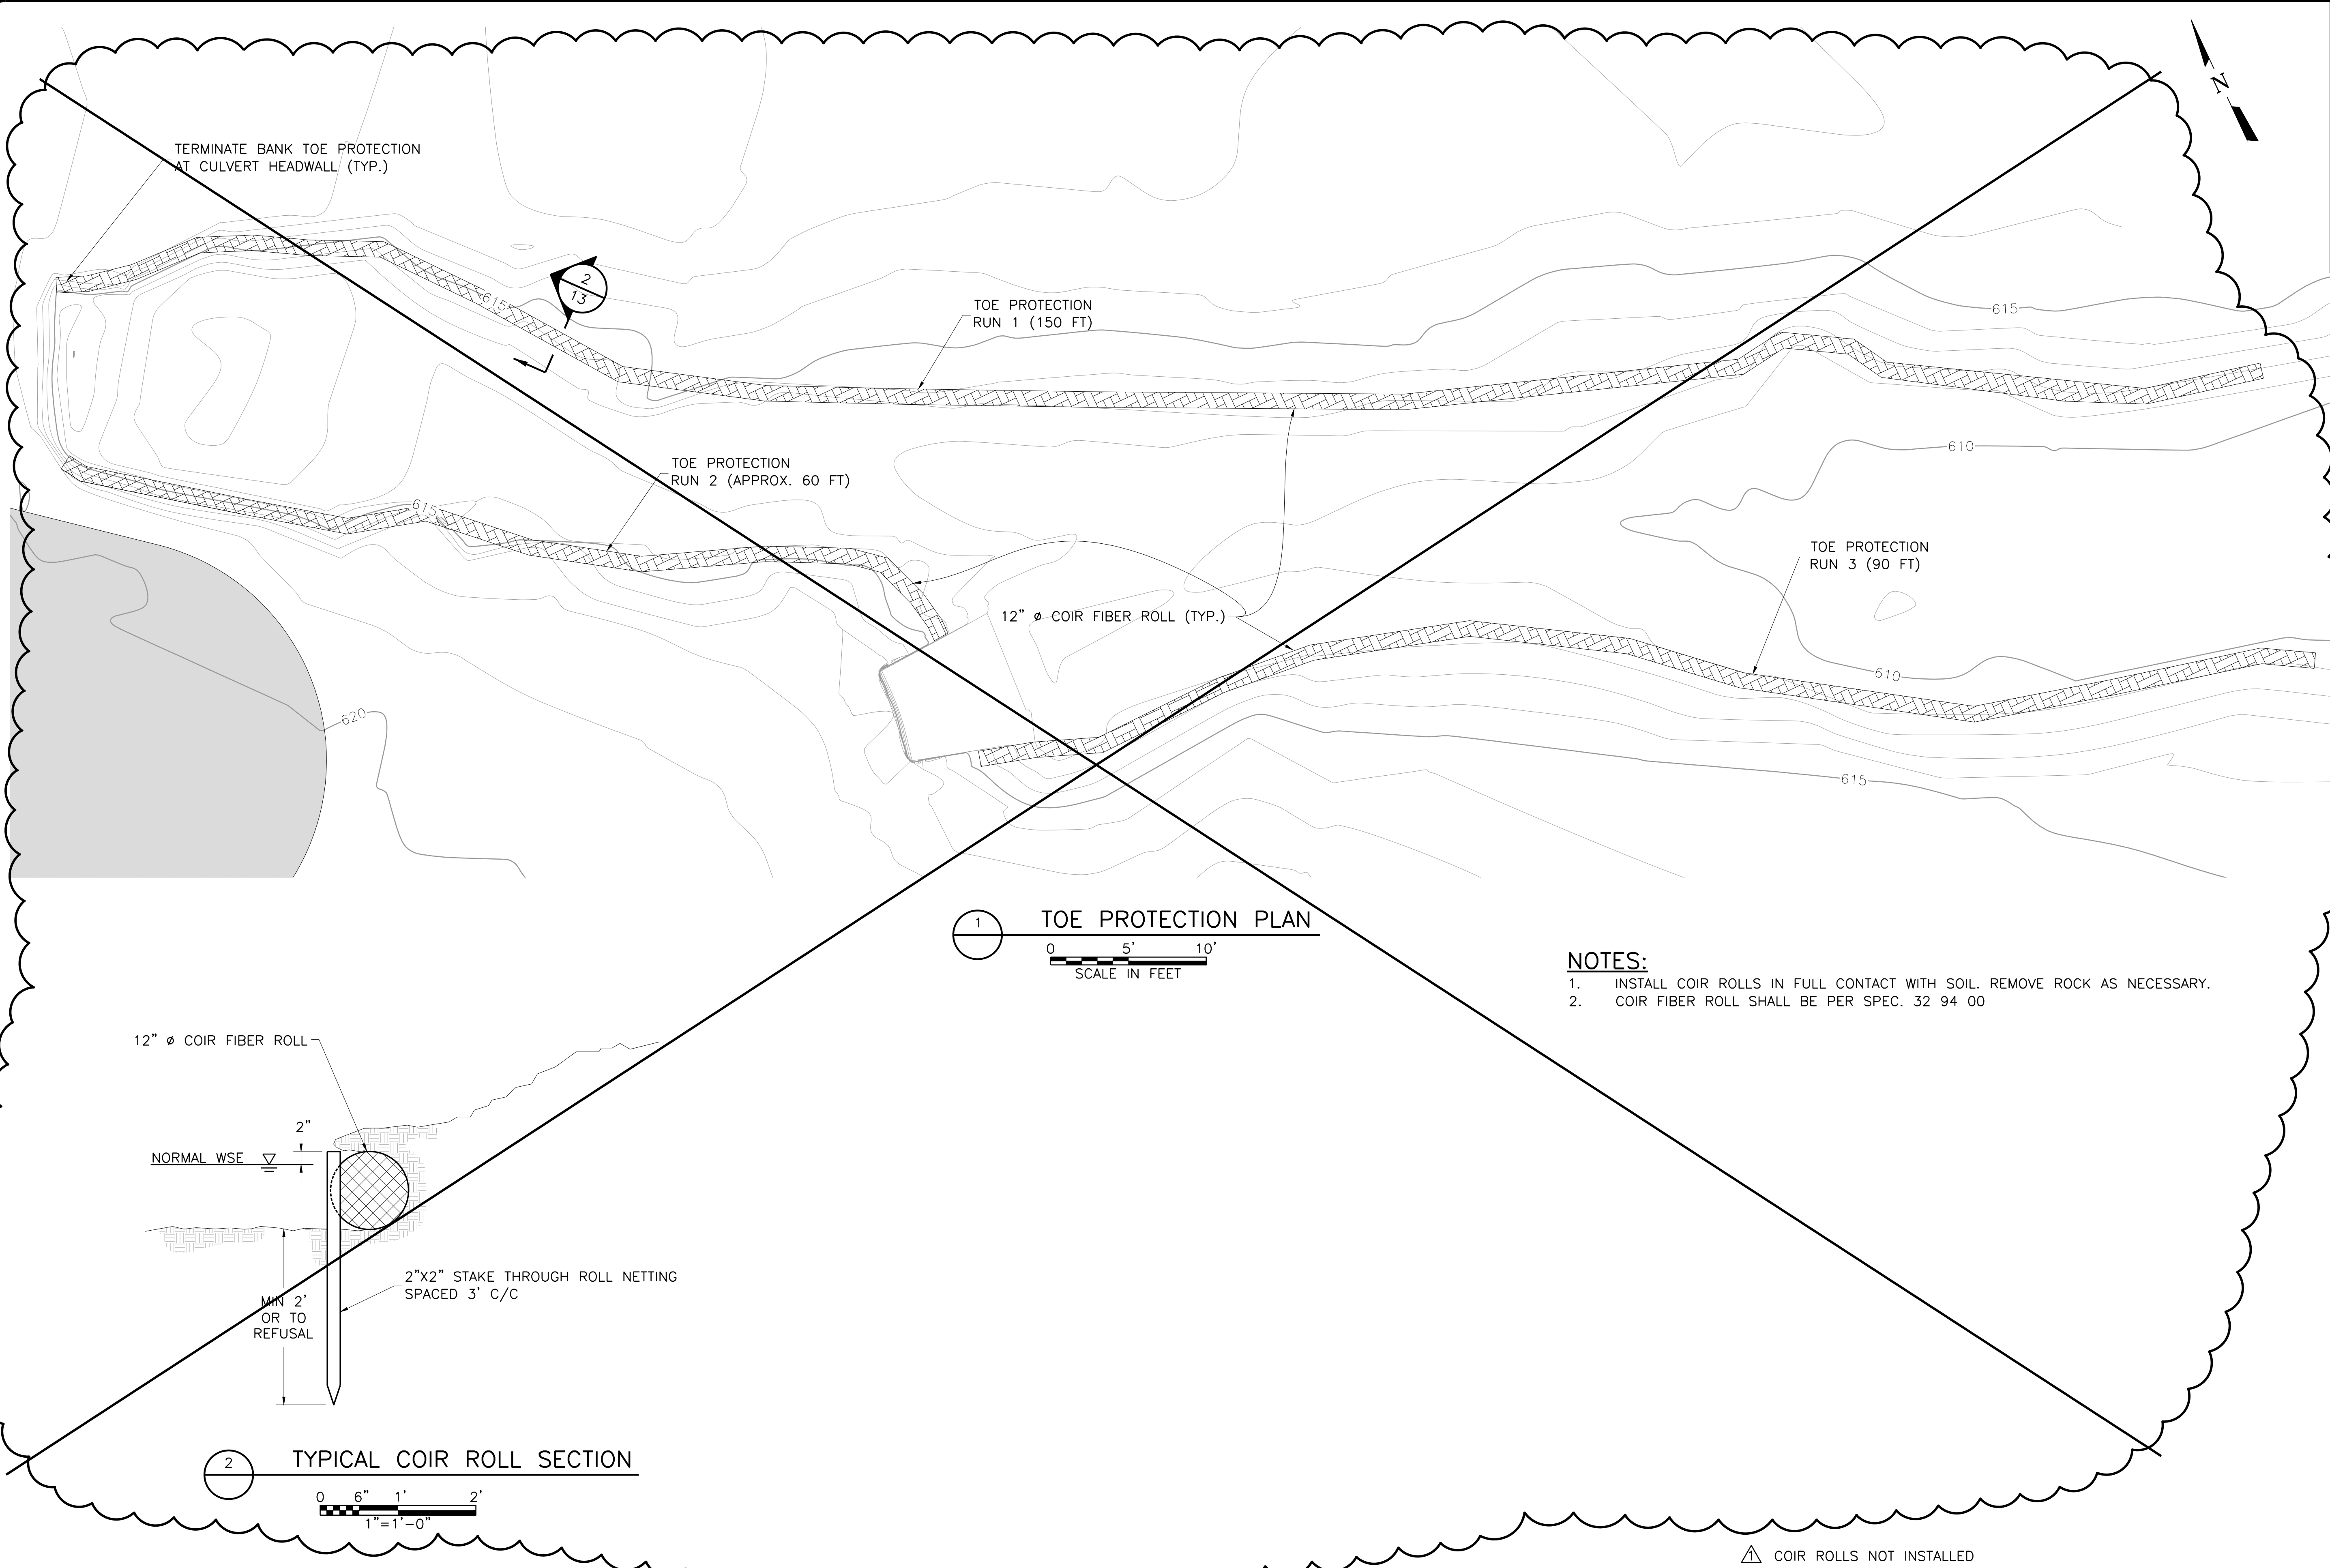 N
TERMINATE BANK TOE PROTECTION
AT CULVERT HEADWALL (TYP.)
2
13
615
TOE PROTECTION
RUN 1 (150 FT)
615
610
TOE PROTECTION
RUN 2 (APPROX. 60 FT)
615
TOE PROTECTION
RUN 3 (90 FT)
12" ø COIR FIBER ROLL (TYP.)
610
620
615
1
TOE PROTECTION PLAN
0 5' 10'
SCALE IN FEET
NOTES:
1. INSTALL COIR ROLLS IN FULL CONTACT WITH SOIL. REMOVE ROCK AS NECESSARY.
2. COIR FIBER ROLL SHALL BE PER SPEC. 32 94 00
12" ø COIR FIBER ROLL
2"
NORMAL WSE
2"X2" STAKE THROUGH ROLL NETTING
SPACED 3' C/C
MIN 2'
OR TO
REFUSAL
2
TYPICAL COIR ROLL SECTION
0 6" 1' 2'
1"=1'-0"
1 COIR ROLLS NOT INSTALLED